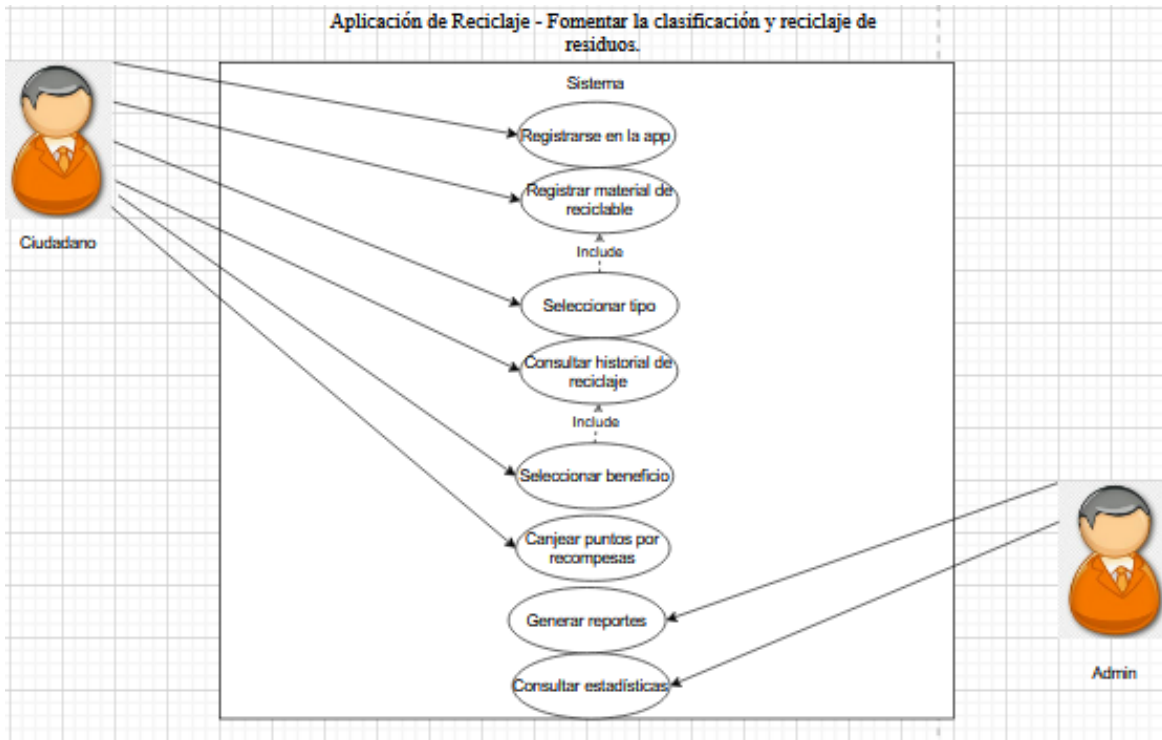 Aplicación de Reciclaje - Fomentar la clasificación y reciclaje de
residuos.
Sistema
Registrarse en la app
Registrar material de
reciclable
Ciudadano
Include
Seleccionar tipo
Consultar historial de
reciclaje
Include
Seleccionar beneficio
Canjear puntos por
recompesas
Generar reportes
Admin
Consultar estadísticas